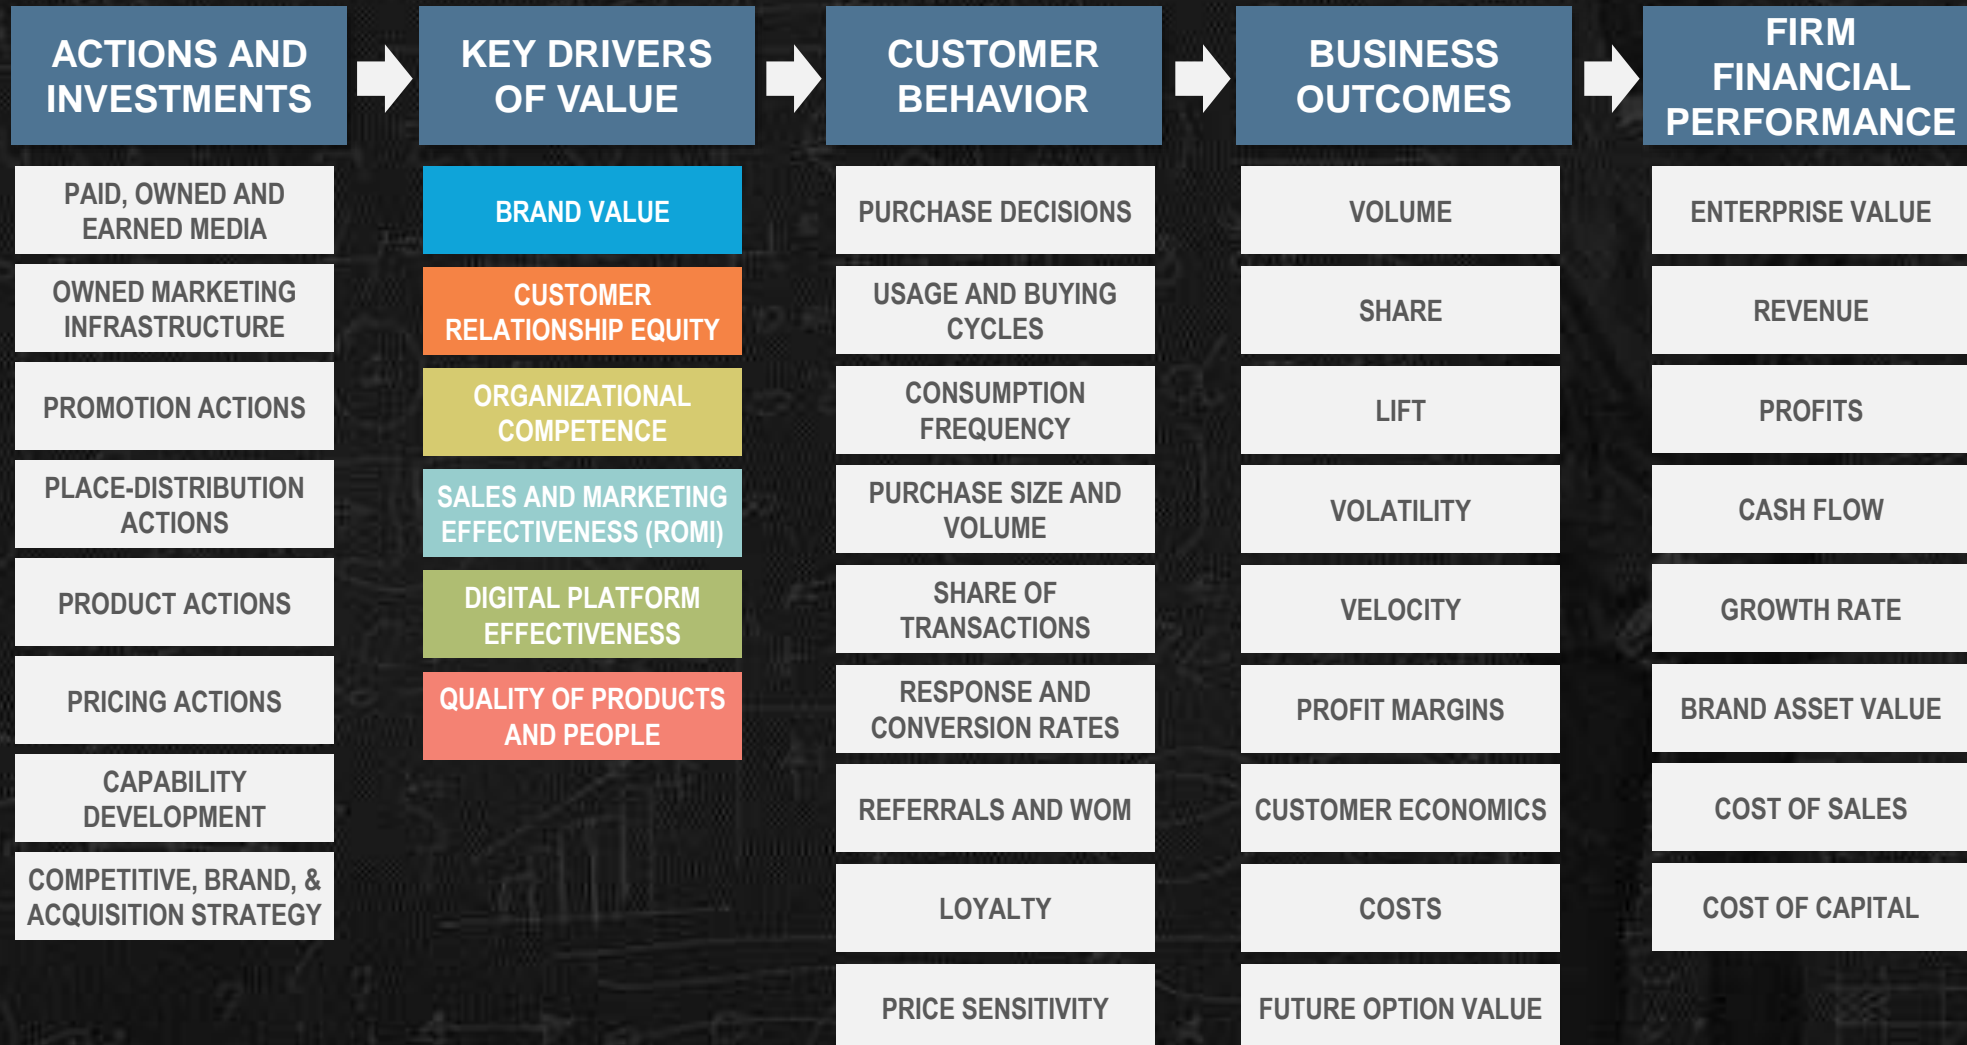 ACTIONS AND
INVESTMENTS
KEY DRIVERS
OF VALUE
CUSTOMER
BEHAVIOR
BUSINESS
OUTCOMES
FIRM
FINANCIAL
PERFORMANCE
PAID, OWNED AND
EARNED MEDIA
OWNED MARKETING
INFRASTRUCTURE
PROMOTION ACTIONS
PLACE-DISTRIBUTION
ACTIONS
PRODUCT ACTIONS
PRICING ACTIONS
CAPABILITY
DEVELOPMENT
COMPETITIVE, BRAND, &
ACQUISITION STRATEGY
BRAND VALUE
CUSTOMER
RELATIONSHIP EQUITY
ORGANIZATIONAL
COMPETENCE
SALES AND MARKETING
EFFECTIVENESS (ROMI)
DIGITAL PLATFORM
EFFECTIVENESS
QUALITY OF PRODUCTS
AND PEOPLE
PURCHASE DECISIONS
USAGE AND BUYING
CYCLES
CONSUMPTION
FREQUENCY
PURCHASE SIZE AND
VOLUME
SHARE OF
TRANSACTIONS
RESPONSE AND
CONVERSION RATES
REFERRALS AND WOM
LOYALTY
PRICE SENSITIVITY
VOLUME
SHARE
LIFT
VOLATILITY
VELOCITY
PROFIT MARGINS
CUSTOMER ECONOMICS
COSTS
FUTURE OPTION VALUE
ENTERPRISE VALUE
REVENUE
PROFITS
CASH FLOW
GROWTH RATE
BRAND ASSET VALUE
COST OF SALES
COST OF CAPITAL